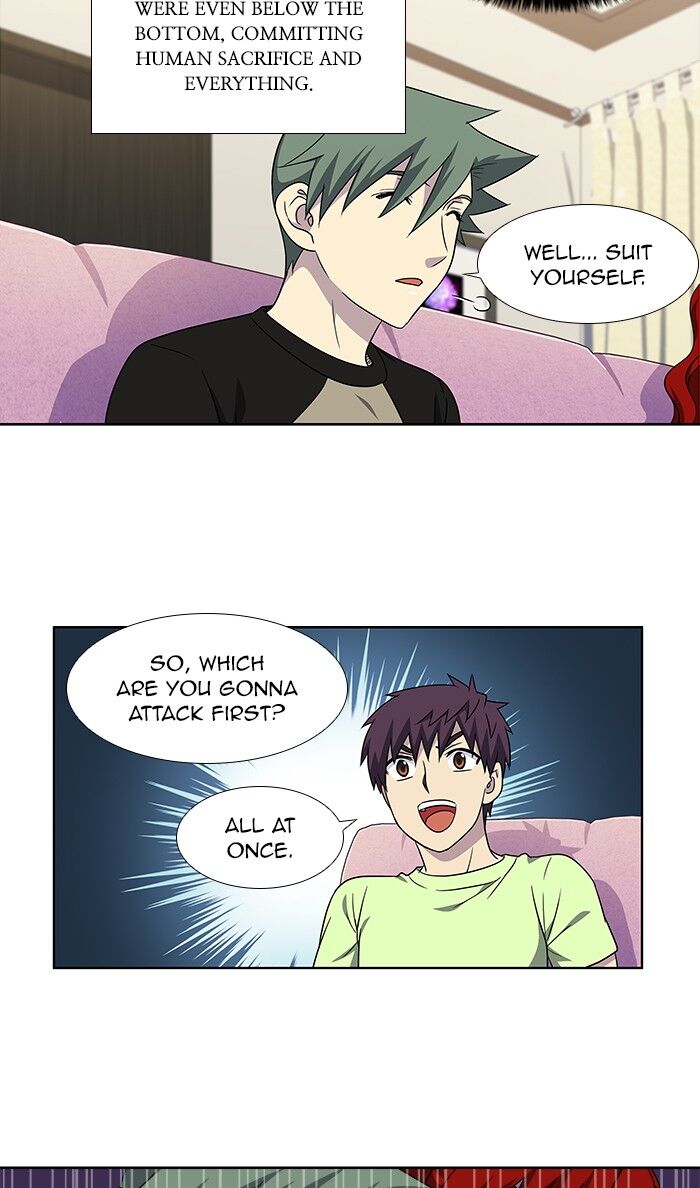 WERE EVEN BELOW THE
BOTTOM, COMMITTING
HUMAN SACRIFICE AND
EVERYTHING.
WELL... SUIT
YOURSELF.
SO, WHICH
ARE YOU GONNA
ATTACK FIRST?
ALL AT
ONCE.